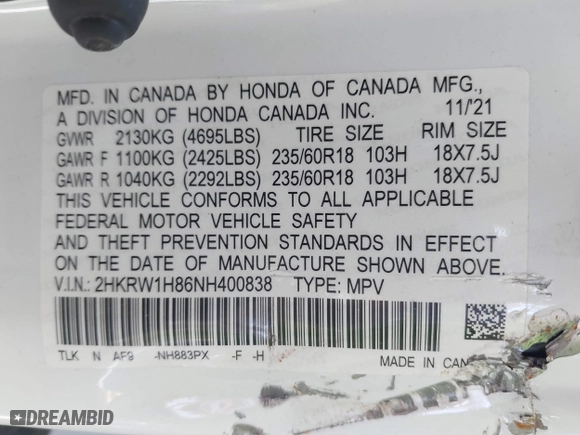 MFD. IN CANADA BY HONDA OF CANADA MFG.,
A DIVISION OF HONDA CANADA INC. 11/'21
GVWR 2130KG (4695LBS) TIRE SIZE RIM SIZE
GAWR F 1100KG (2425LBS) 235/60R18 103H 18X7.5J
GAWR R 1040KG (2292LBS) 235/60R18 103H 18X7.5J
THIS VEHICLE CONFORMS TO ALL APPLICABLE
FEDERAL MOTOR VEHICLE SAFETY
AND THEFT PREVENTION STANDARDS IN EFFECT
ON THE DATE OF MANUFACTURE SHOWN ABOVE.
V.I.N.: 2HKRW1H86NH400838 TYPE: MPV
TLK N AF9 -NH883PX -F -H MADE IN CAN
DREAMBID